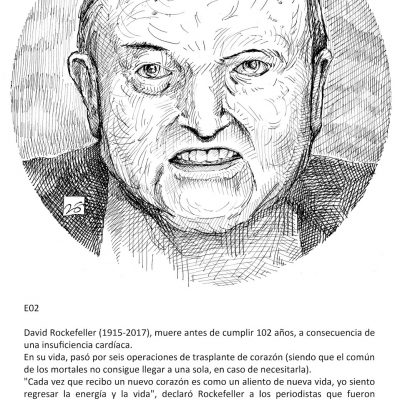 E02
David Rockefeller (1915-2017), muere antes de cumplir 102 años, a consecuencia de
una insuficiencia cardíaca.
En su vida, pasó por seis operaciones de trasplante de corazón (siendo que el común
de los mortales no consigue llegar a una sola, en caso de necesitarla).
"Cada vez que recibo un nuevo corazón es como un aliento de nueva vida, yo siento
regresar la energía y la vida", declaró Rockefeller a los periodistas que fueron